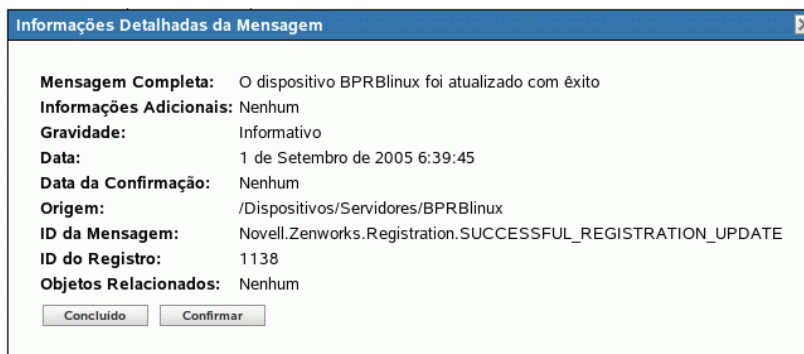 Informações Detalhadas da Mensagem
Mensagem Completa: O dispositivo BPRBlinux foi atualizado com êxito
Informações Adicionais: Nenhum
Gravidade: Informativo
Data: 1 de Setembro de 2005 6:39:45
Data da Confirmação: Nenhum
Origem: /Dispositivos/Servidores/BPRBlinux
ID da Mensagem: Novell.Zenworks.Registration.SUCCESSFUL_REGISTRATION_UPDATE
ID do Registro: 1138
Objetos Relacionados: Nenhum
Concluído Confirmar